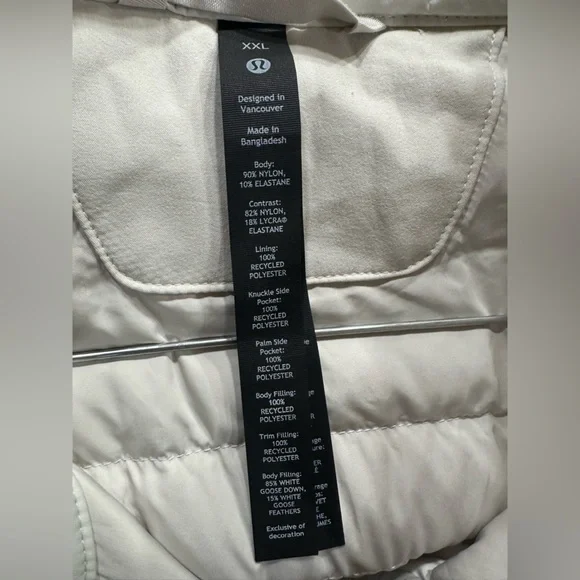 XXL
Designed in
Vancouver
Made in
Bangladesh
Body:
90% NYLON,
10% ELASTANE
Contrast:
82% NYLON,
18% LYCRA®
ELASTANE
Lining:
100%
RECYCLED
POLYESTER
Knuckle Side
Pocket:
100%
RECYCLED
POLYESTER
Palm Side
Pocket:
100%
RECYCLED
POLYESTER
Body Filling:
100%
RECYCLED
POLYESTER
Trim Filling:
100%
RECYCLED
POLYESTER
Body Filling:
85% WHITE
GOOSE DOWN,
15% WHITE
GOOSE
FEATHERS
Exclusive of
decoration